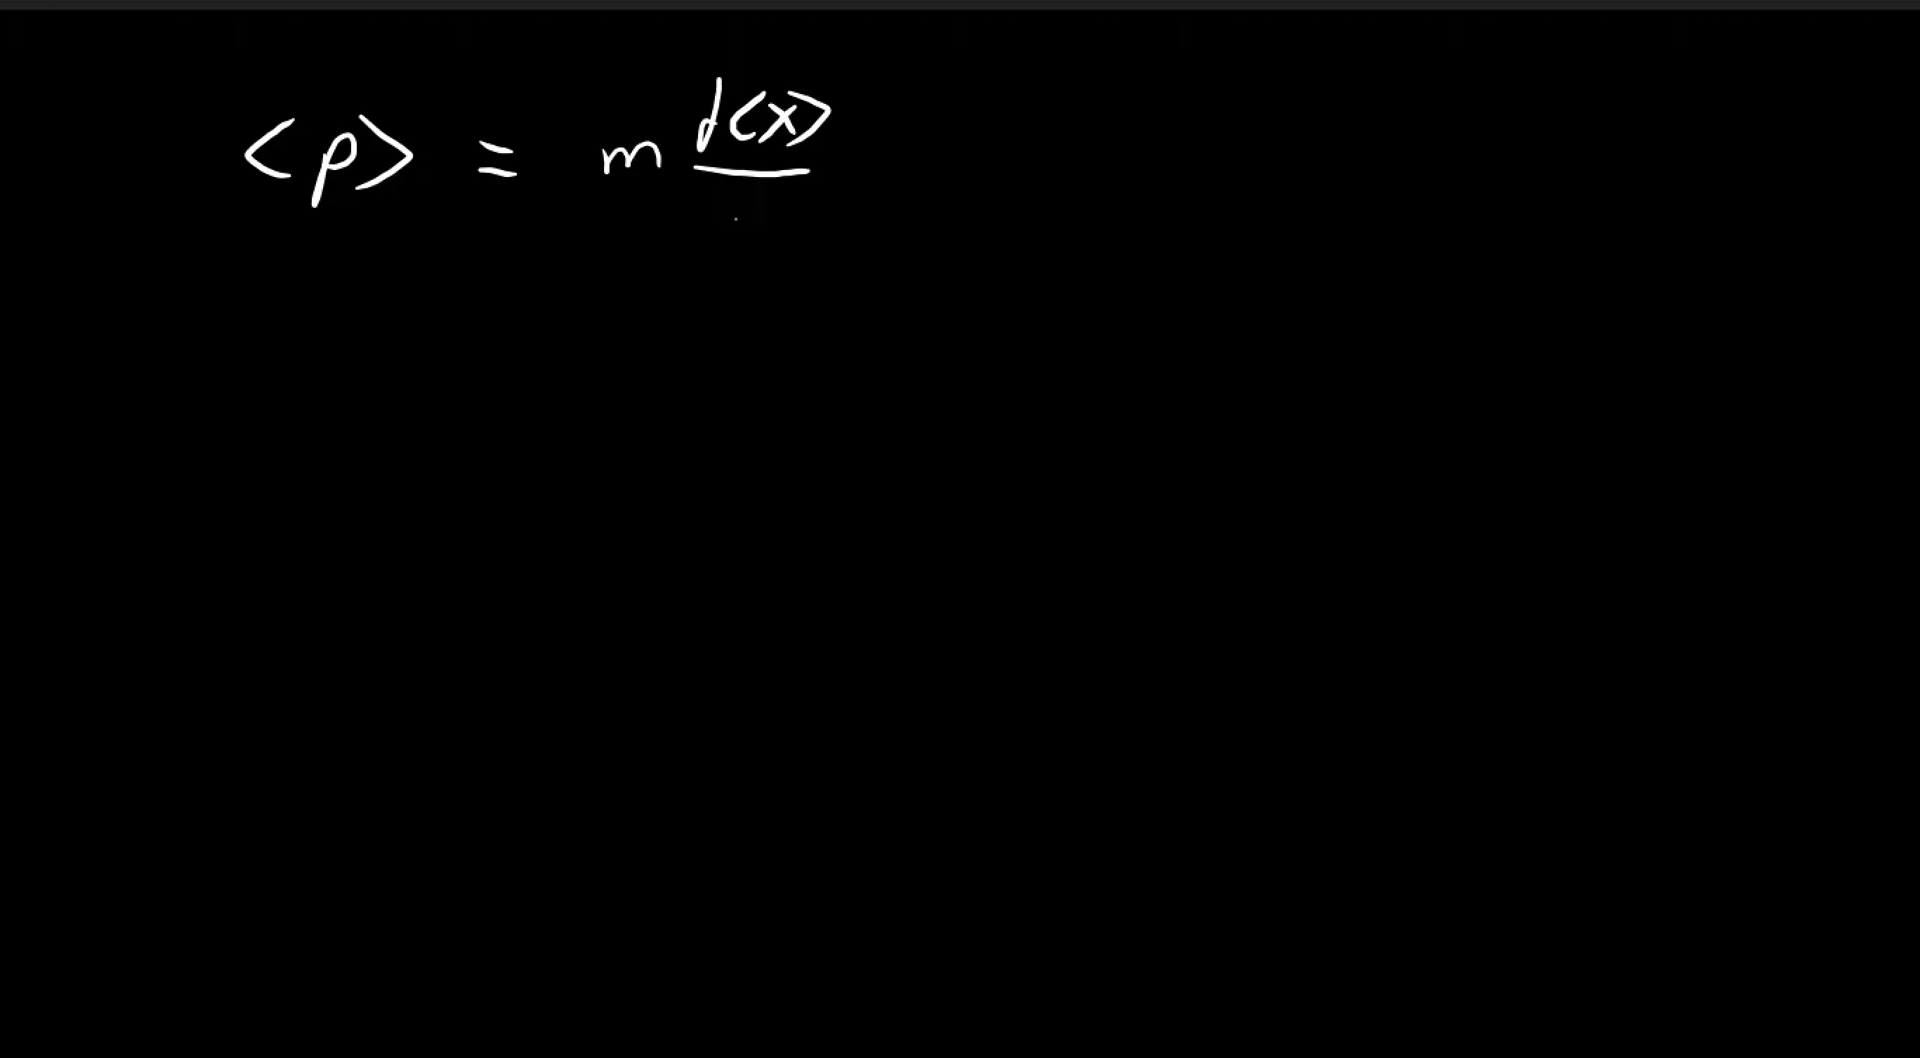 <p> = m d<x>